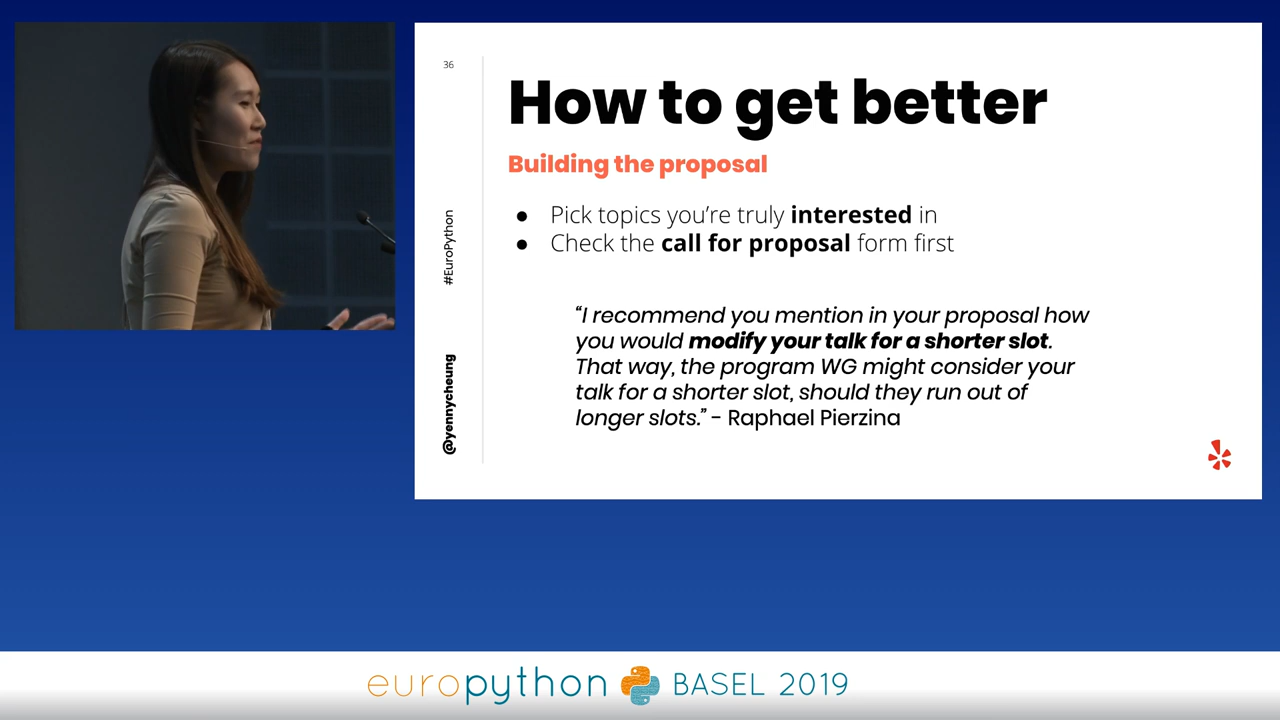 36
How to get better
Building the proposal
● Pick topics you’re truly interested in
● Check the call for proposal form first
“I recommend you mention in your proposal how
you would modify your talk for a shorter slot.
That way, the program WG might consider your
talk for a shorter slot, should they run out of
longer slots.” - Raphael Pierzina
#EuroPython
@yennycheung
europython BASEL 2019